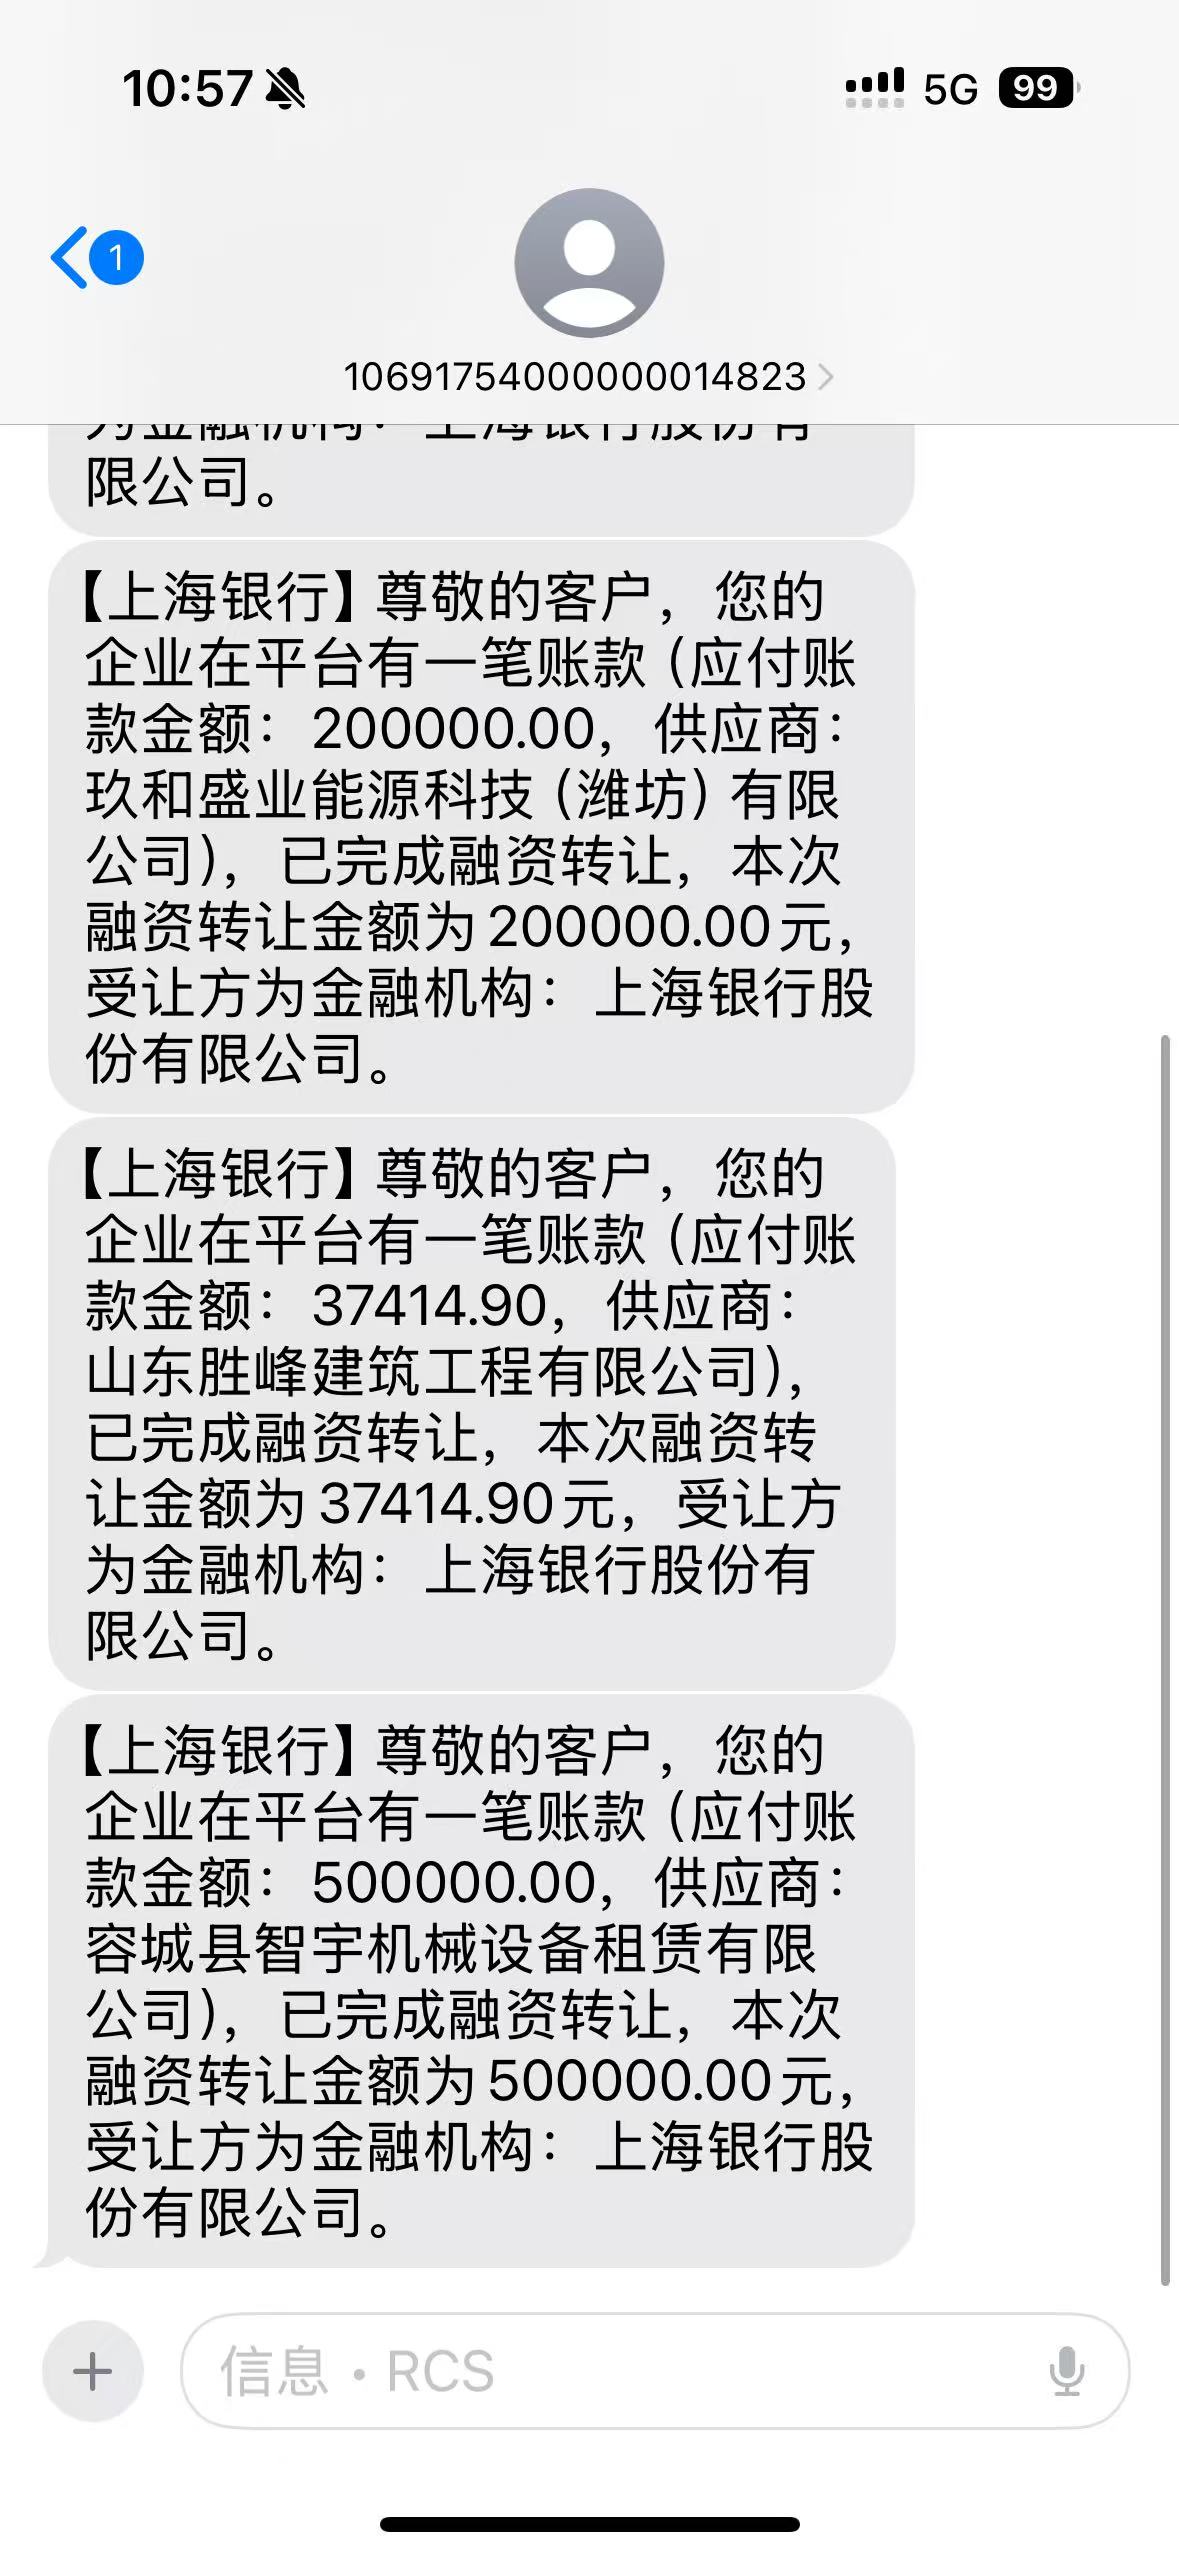 10:57
5G 99
1
10691754000000014823
为金融机构：上海银行股份有
限公司。
【上海银行】尊敬的客户，您的
企业在平台有一笔账款（应付账
款金额：200000.00，供应商：
玖和盛业能源科技（潍坊）有限
公司），已完成融资转让，本次
融资转让金额为200000.00元，
受让方为金融机构：上海银行股
份有限公司。
【上海银行】尊敬的客户，您的
企业在平台有一笔账款（应付账
款金额：37414.90，供应商：
山东胜峰建筑工程有限公司），
已完成融资转让，本次融资转
让金额为37414.90元，受让方
为金融机构：上海银行股份有
限公司。
【上海银行】尊敬的客户，您的
企业在平台有一笔账款（应付账
款金额：500000.00，供应商：
容城县智宇机械设备租赁有限
公司），已完成融资转让，本次
融资转让金额为500000.00元，
受让方为金融机构：上海银行股
份有限公司。
信息・RCS